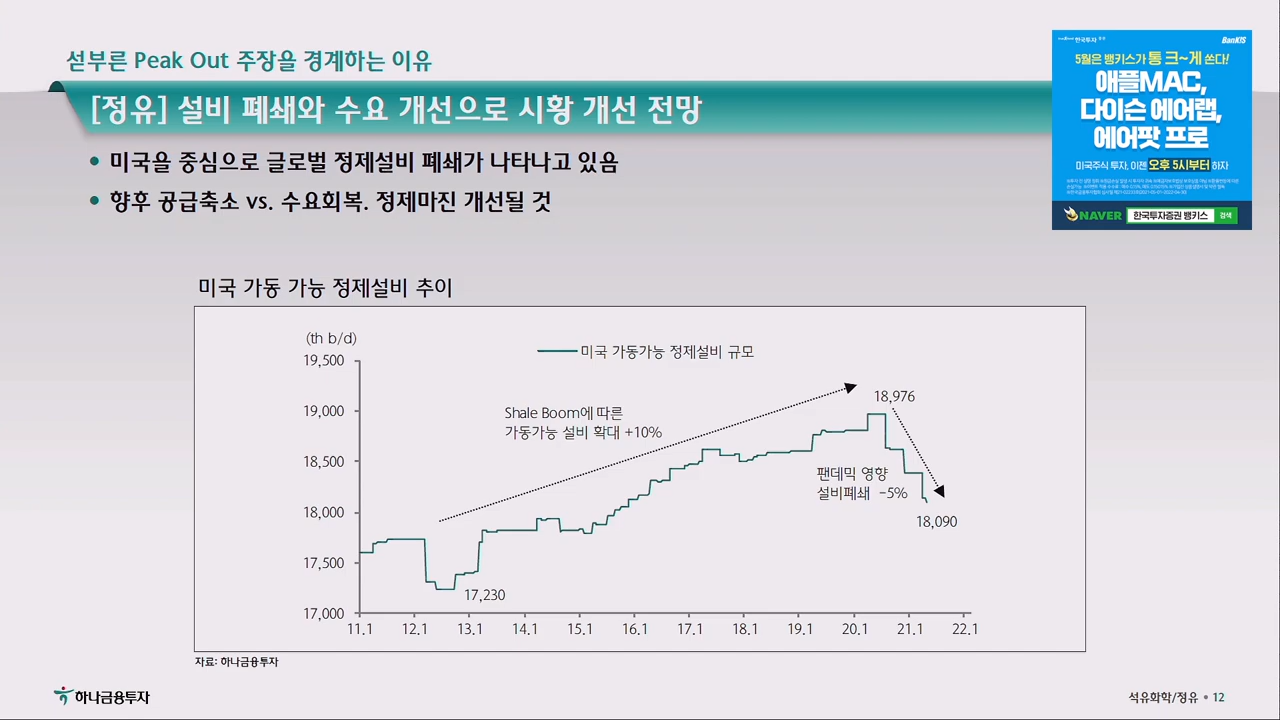 섣부른 Peak Out 주장을 경계하는 이유
[정유] 설비 폐쇄와 수요 개선으로 시황 개선 전망
• 미국을 중심으로 글로벌 정제설비 폐쇄가 나타나고 있음
• 향후 공급축소 vs. 수요회복. 정제마진 개선될 것
한국투자 BanKIS
5월은 뱅키스가 통 크~게 쏜다!
애플MAC,
다이슨 에어랩,
에어팟 프로
미국주식 투자, 이젠 오후 5시부터 하자
NAVER 한국투자증권 뱅키스 검색
미국 가동 가능 정제설비 추이
(th b/d)
미국 가동가능 정제설비 규모
19,500
19,000
18,500
18,000
17,500
17,000
Shale Boom에 따른
가동가능 설비 확대 +10%
18,976
팬데믹 영향
설비폐쇄 -5%
18,090
17,230
11.1 12.1 13.1 14.1 15.1 16.1 17.1 18.1 19.1 20.1 21.1 22.1
자료: 하나금융투자
하나금융투자
석유화학/정유 • 12